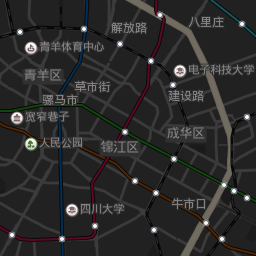 八里庄
解放路
青羊体育中心
电子科技大学
青羊区
草市街
建设路
骡马市
宽窄巷子
成华区
人民公园
锦江区
四川大学
牛市口